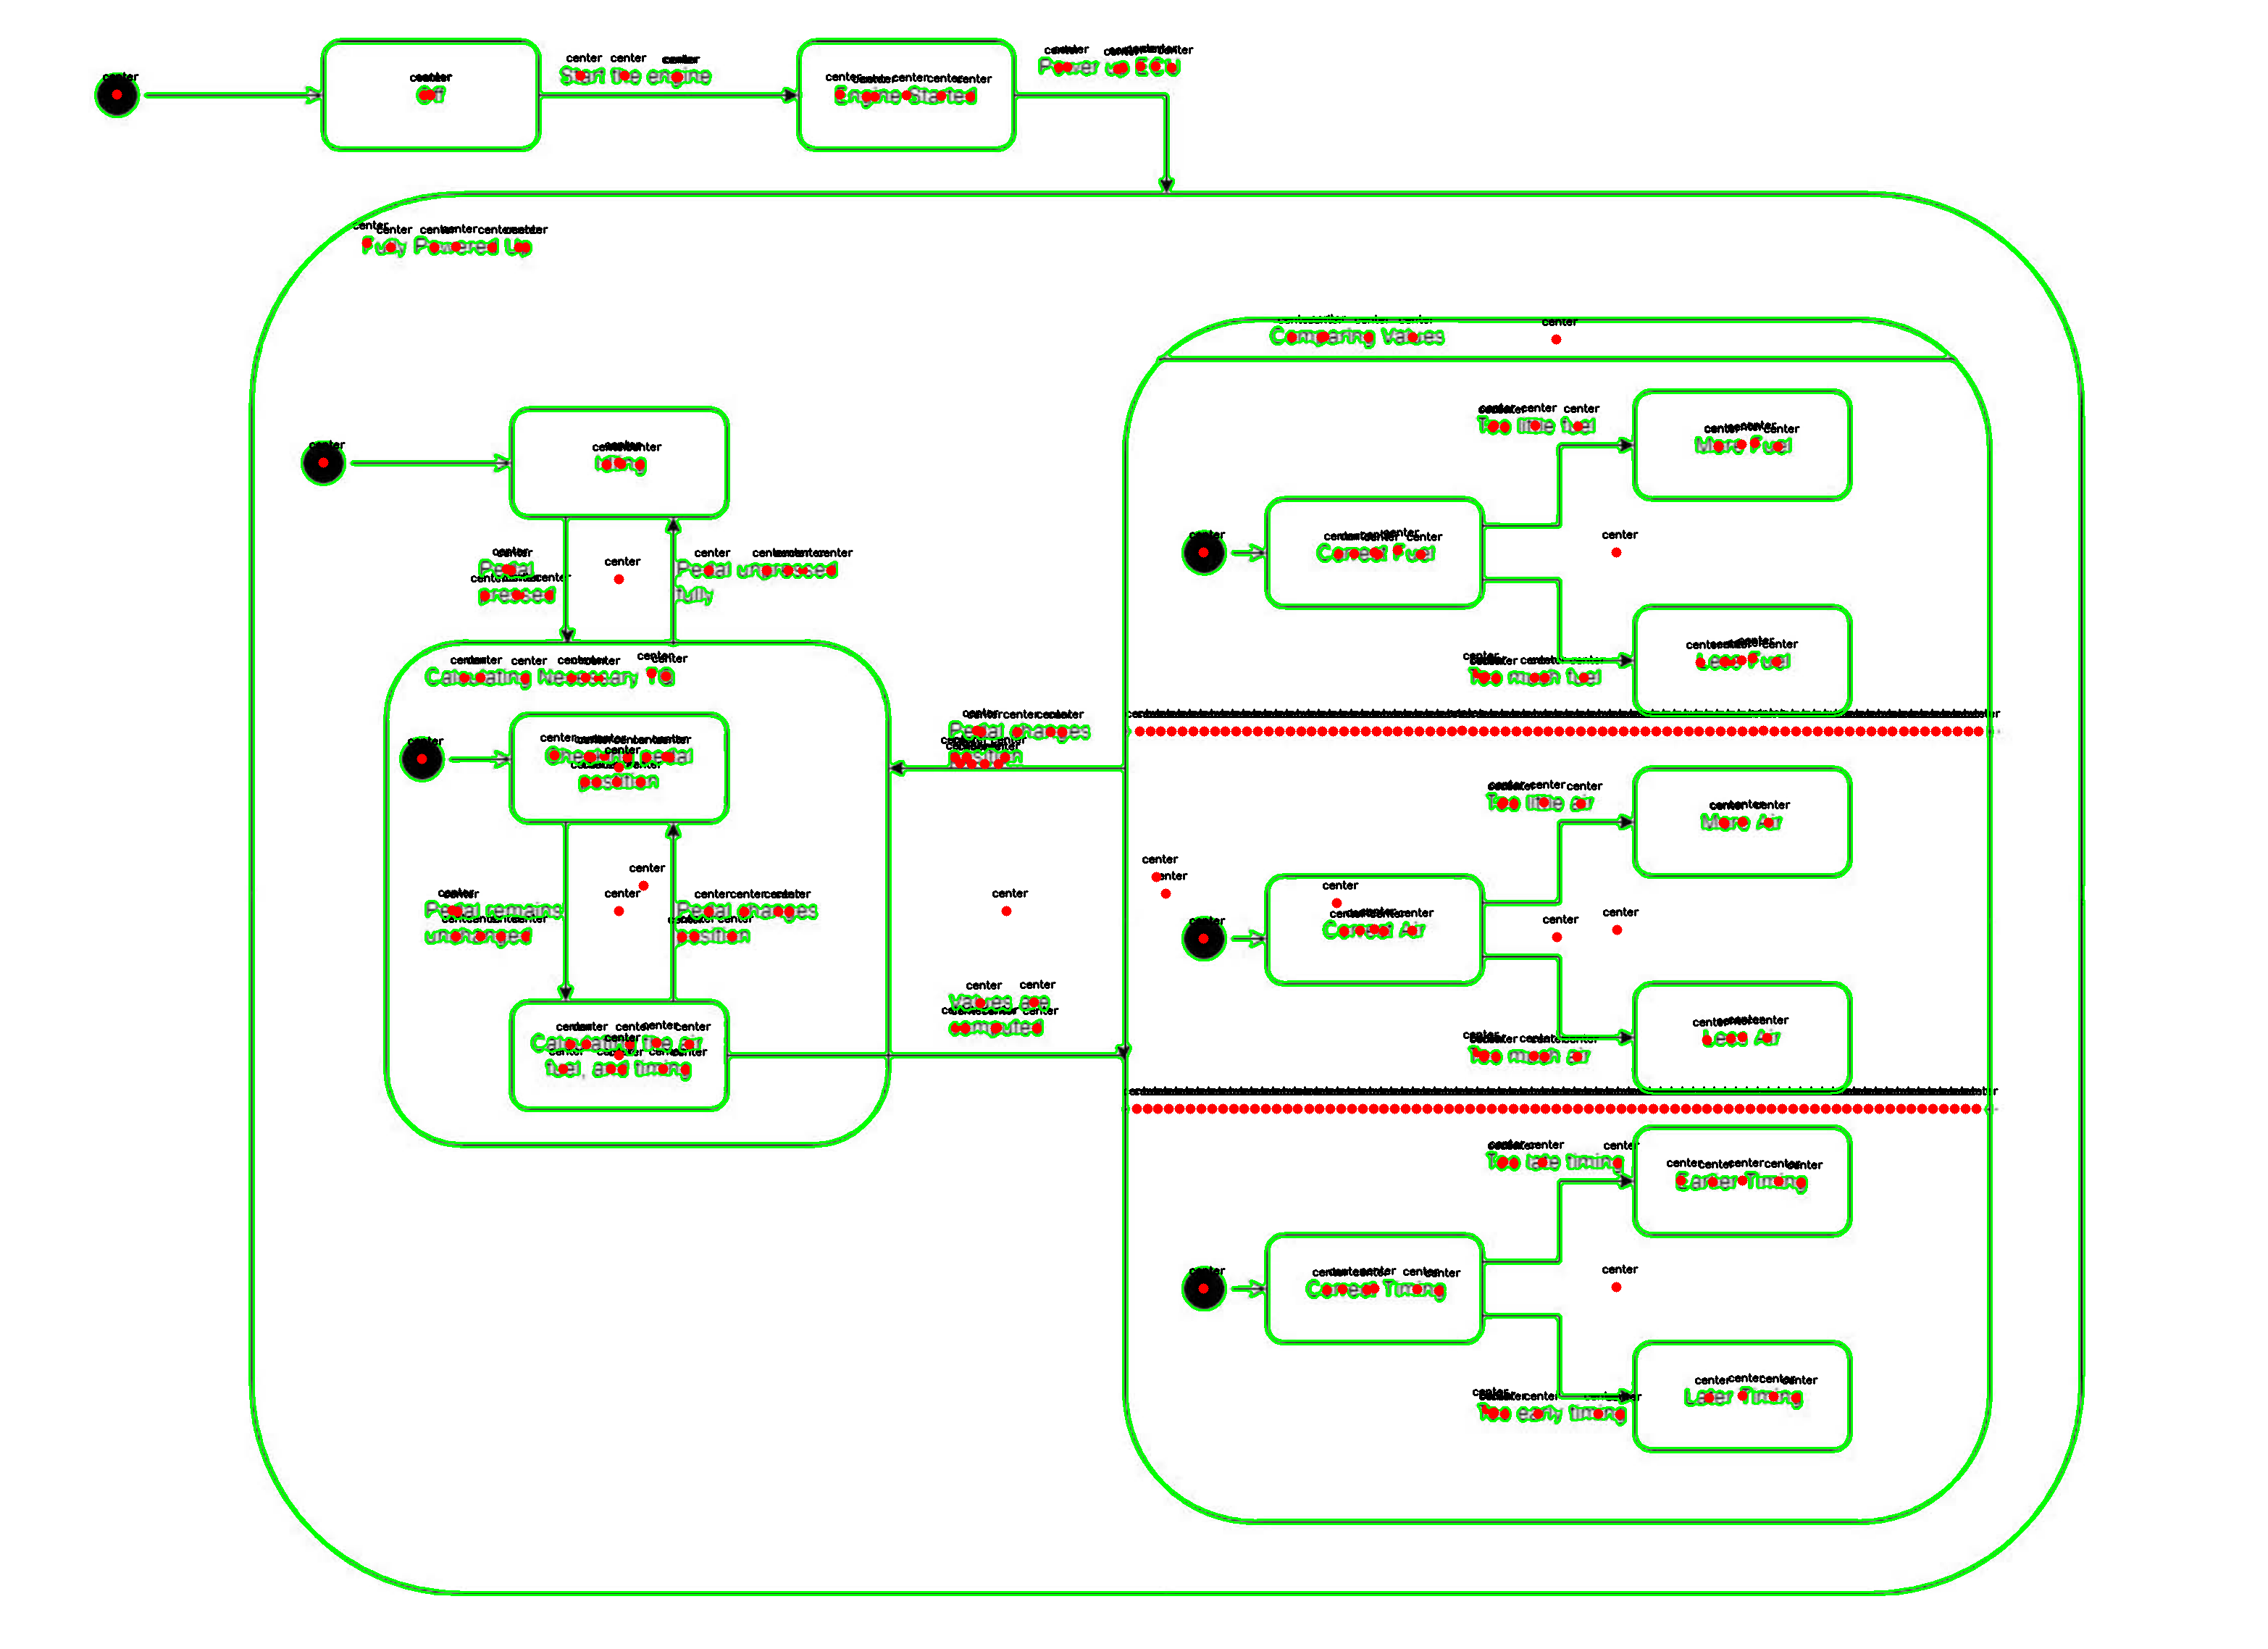 Off
Start the engine
Engine Started
Power up ECU
Fully Powered Up
Comparing Values
Idling
Pedal
pressed
Pedal unpressed
fully
Calculating Necessary TQ
Checking pedal
position
Pedal remains
unchanged
Pedal changes
position
Calculating the air
fuel, and timing
Pedal changes
position
Values are
computed
Too little fuel
More Fuel
Correct Fuel
Too much fuel
Less Fuel
Too little air
More Air
Correct Air
Too much air
Less Air
Too late timing
Earlier Timing
Correct Timing
Too early timing
Later Timing
center